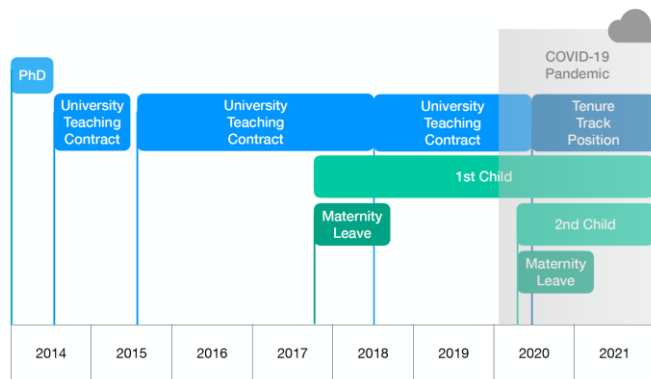 COVID-19
Pandemic
PhD
University
Teaching
Contract
University
Teaching
Contract
University
Teaching
Contract
Tenure
Track
Position
1st Child
Maternity
Leave
2nd Child
Maternity
Leave
2014
2015
2016
2017
2018
2019
2020
2021